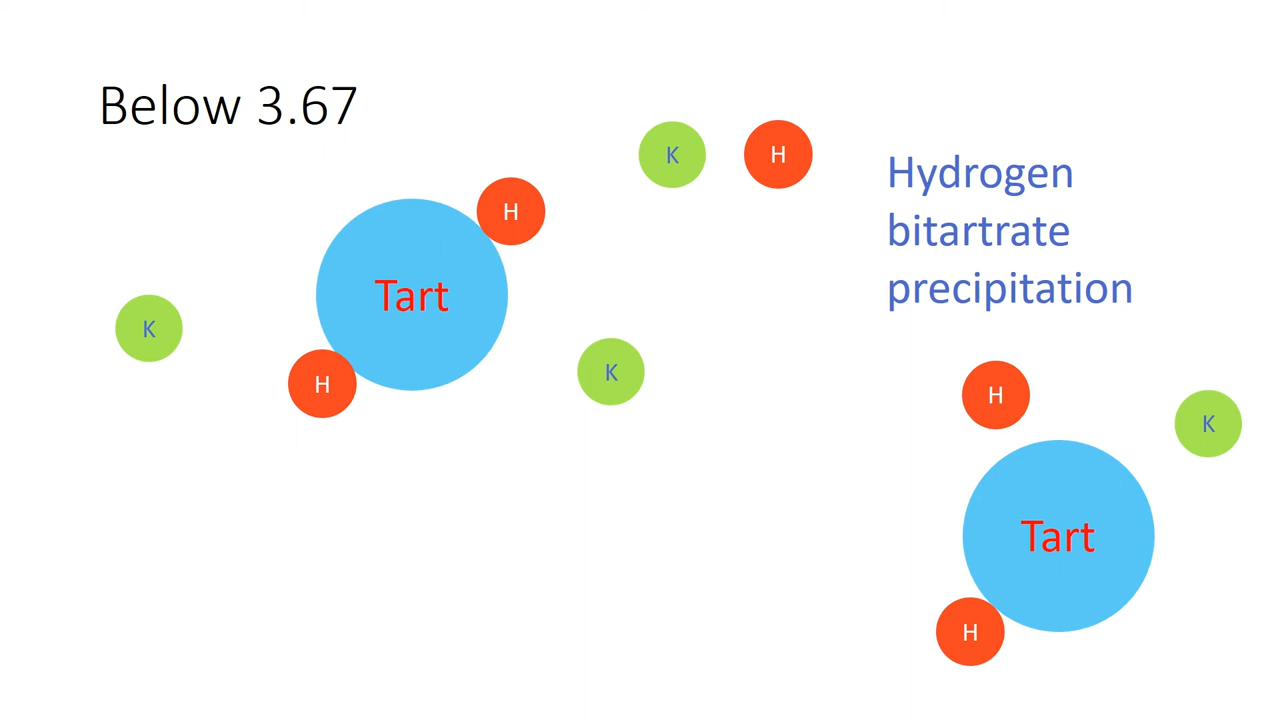 Below 3.67
K
H
Hydrogen
bitartrate
precipitation
H
Tart
K
K
H
H
K
Tart
H